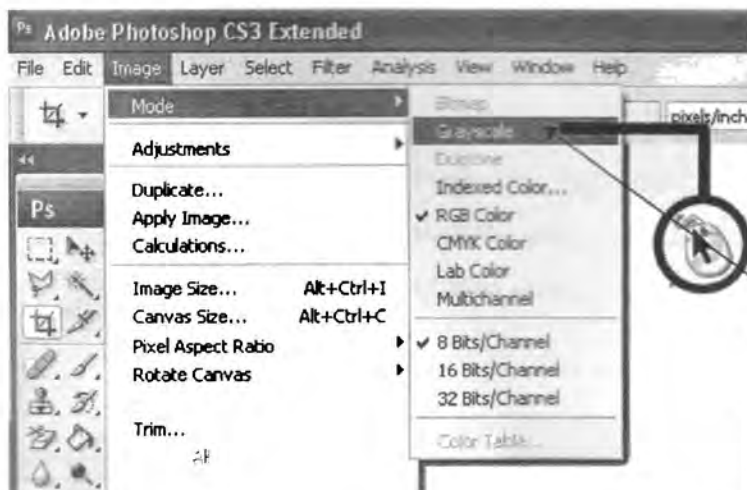 Ps Adobe Photoshop CS3 Extended
File Edit Image Layer Select Filter Analysis View Window Help
pixels/inch
Ps
Mode
Adjustments
Duplicate...
Apply Image...
Calculations...
Image Size... Alt+Ctrl+I
Canvas Size... Alt+Ctrl+C
Pixel Aspect Ratio
Rotate Canvas
Trim...
Bitmap
Grayscale
Duotone
Indexed Color...
✓ RGB Color
CMYK Color
Lab Color
Multichannel
✓ 8 Bits/Channel
16 Bits/Channel
32 Bits/Channel
Color Table...